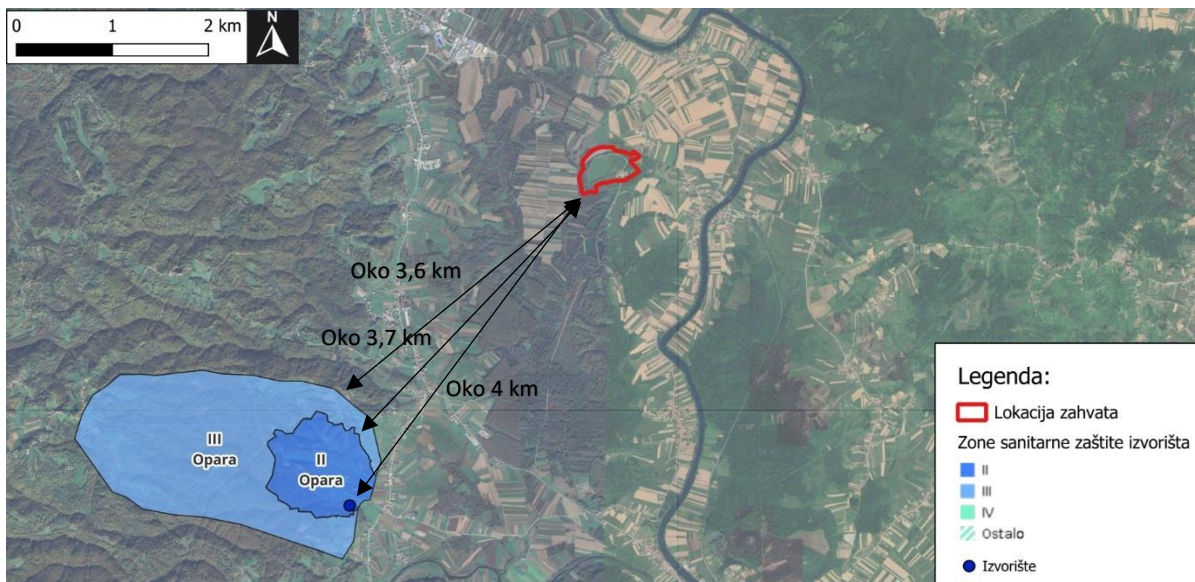 0 1 2 km
N
Oko 3,6 km
Oko 3,7 km
Oko 4 km
III
Opara
II
Opara
Legenda:
Lokacija zahvata
Zone sanitarne zaštite izvorišta
II
III
IV
Ostalo
Izvorište